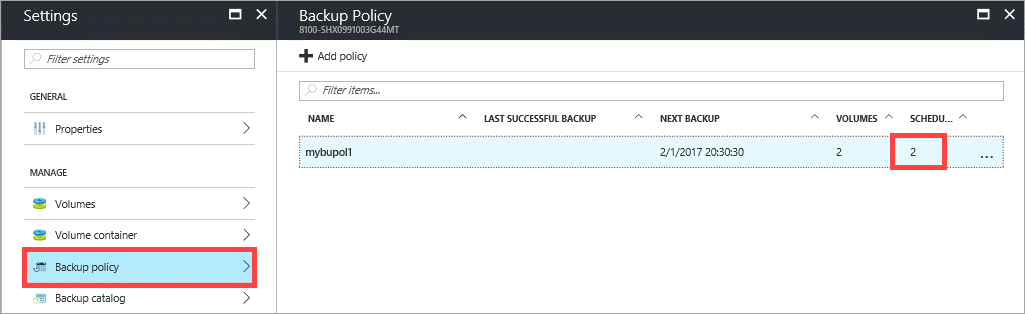 Settings
Filter settings
GENERAL
Properties
MANAGE
Volumes
Volume container
Backup policy
Backup catalog
Backup Policy
8100-SHX0991003G44MT
Add policy
Filter items...
NAME LAST SUCCESSFUL BACKUP NEXT BACKUP VOLUMES SCHEDU...
mybupol1 2/1/2017 20:30:30 2 2 ...